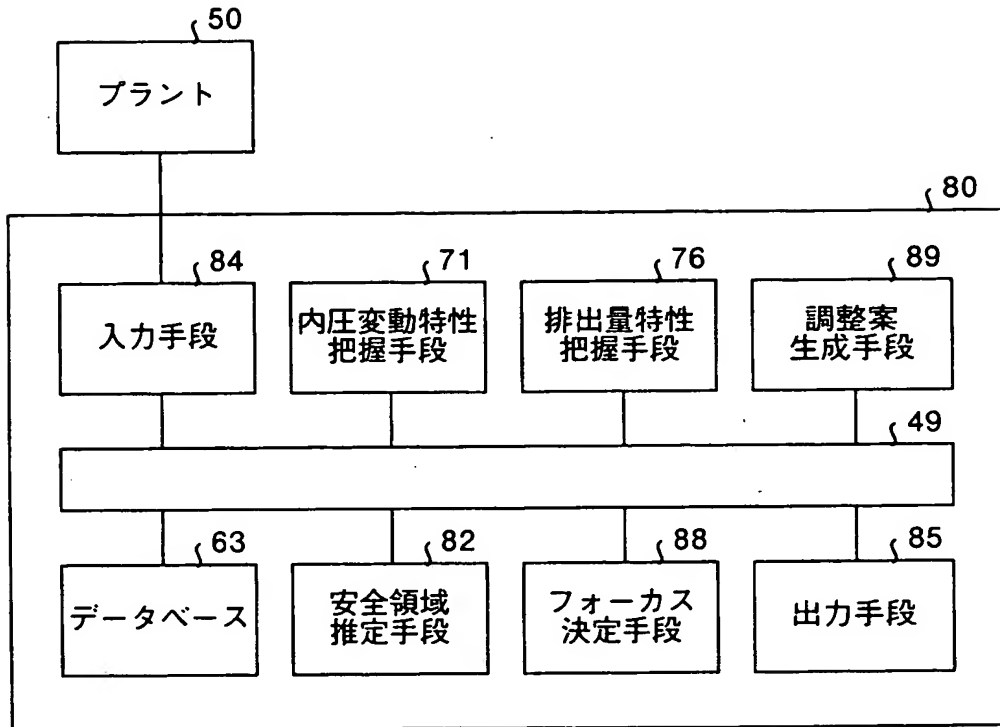 50
プラント
80
84
71
76
89
入力手段
内圧変動特性
把握手段
排出量特性
把握手段
調整案
生成手段
49
63
82
88
85
データベース
安全領域
推定手段
フォーカス
決定手段
出力手段